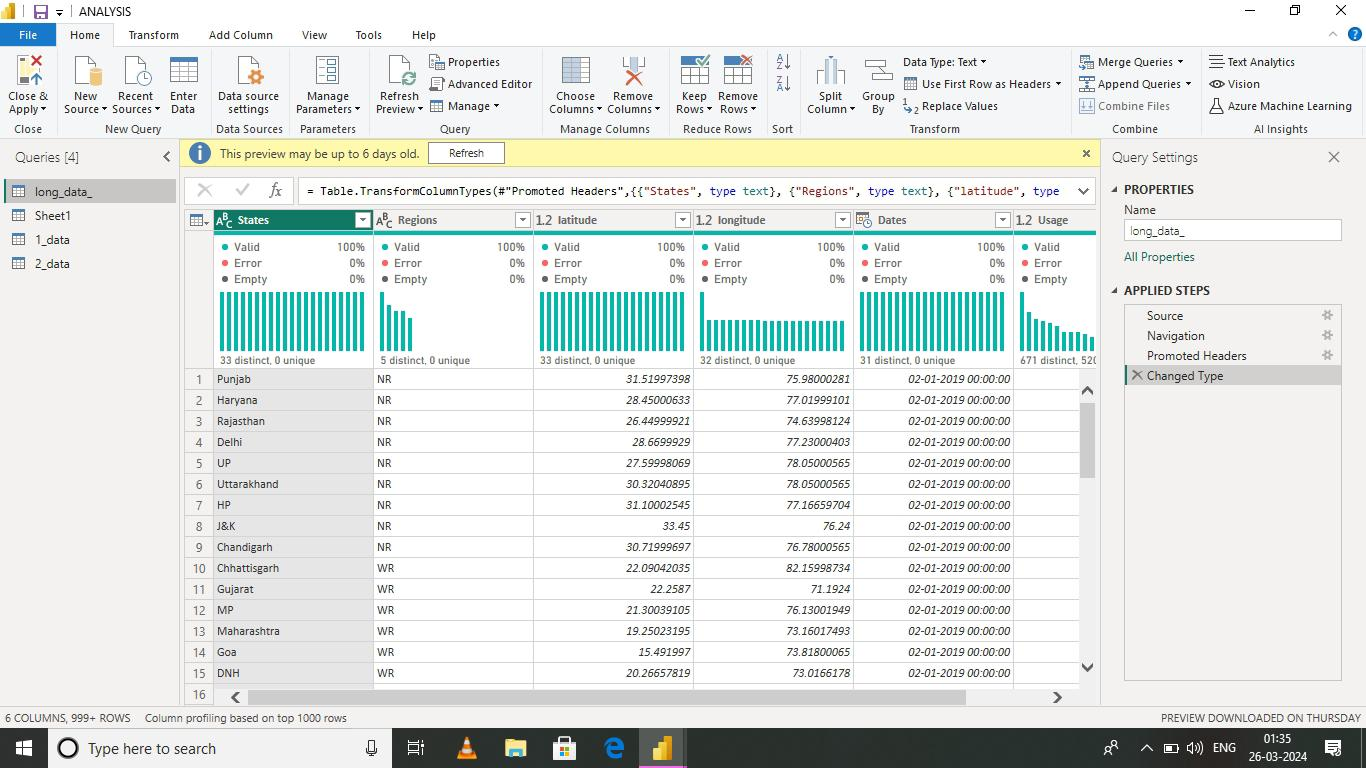 ANALYSIS
File Home Transform Add Column View Tools Help
Close & Apply
New Source Recent Sources Enter Data
Data source settings
Manage Parameters
Refresh Preview
Properties
Advanced Editor
Manage
Choose Columns Remove Columns
Keep Rows Remove Rows
A Z
Z A
Split Column Group By
Data Type: Text
Use First Row as Headers
1 2 Replace Values
Merge Queries
Append Queries
Combine Files
Text Analytics
Vision
Azure Machine Learning
Close New Query Data Sources Parameters Query Manage Columns Reduce Rows Sort Transform Combine AI Insights
Queries [4]
long_data_
Sheet1
1_data
2_data
This preview may be up to 6 days old. Refresh
fx = Table.TransformColumnTypes(#"Promoted Headers",{{"States", type text}, {"Regions", type text}, {"latitude", type
ABC States ABC Regions 1.2 latitude 1.2 longitude Dates 1.2 Usage
Valid 100% Valid 100% Valid 100% Valid 100% Valid 100% Valid
Error 0% Error 0% Error 0% Error 0% Error 0% Error
Empty 0% Empty 0% Empty 0% Empty 0% Empty 0% Empty
33 distinct, 0 unique 5 distinct, 0 unique 33 distinct, 0 unique 32 distinct, 0 unique 31 distinct, 0 unique 671 distinct, 520
1 Punjab NR 31.51997398 75.98000281 02-01-2019 00:00:00
2 Haryana NR 28.45000633 77.01999101 02-01-2019 00:00:00
3 Rajasthan NR 26.44999921 74.63998124 02-01-2019 00:00:00
4 Delhi NR 28.6699929 77.23000403 02-01-2019 00:00:00
5 UP NR 27.59998069 78.05000565 02-01-2019 00:00:00
6 Uttarakhand NR 30.32040895 78.05000565 02-01-2019 00:00:00
7 HP NR 31.10002545 77.16659704 02-01-2019 00:00:00
8 J&K NR 33.45 76.24 02-01-2019 00:00:00
9 Chandigarh NR 30.71999697 76.78000565 02-01-2019 00:00:00
10 Chhattisgarh WR 22.09042035 82.15998734 02-01-2019 00:00:00
11 Gujarat WR 22.2587 71.1924 02-01-2019 00:00:00
12 MP WR 21.30039105 76.13001949 02-01-2019 00:00:00
13 Maharashtra WR 19.25023195 73.16017493 02-01-2019 00:00:00
14 Goa WR 15.491997 73.81800065 02-01-2019 00:00:00
15 DNH WR 20.26657819 73.0166178 02-01-2019 00:00:00
16
Query Settings
PROPERTIES
Name
long_data_
All Properties
APPLIED STEPS
Source
Navigation
Promoted Headers
Changed Type
6 COLUMNS, 999+ ROWS Column profiling based on top 1000 rows PREVIEW DOWNLOADED ON THURSDAY
Type here to search
ENG
01:35
26-03-2024